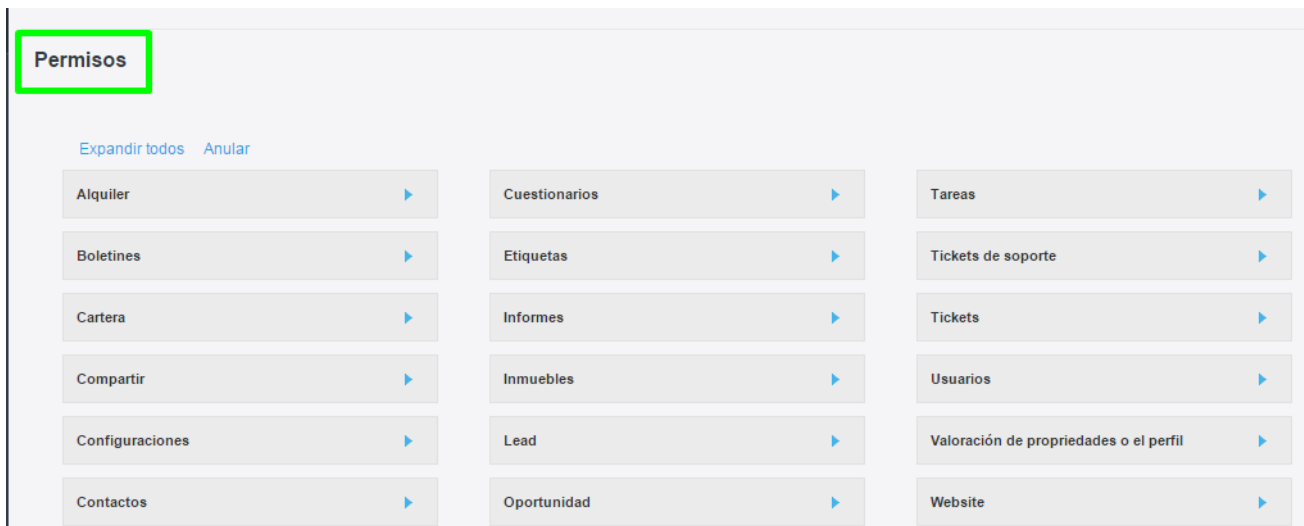 Permisos
Expandir todos Anular
Alquiler Cuestionarios Tareas
Boletines Etiquetas Tickets de soporte
Cartera Informes Tickets
Compartir Inmuebles Usuarios
Configuraciones Lead Valoración de propriedades o el perfil
Contactos Oportunidad Website